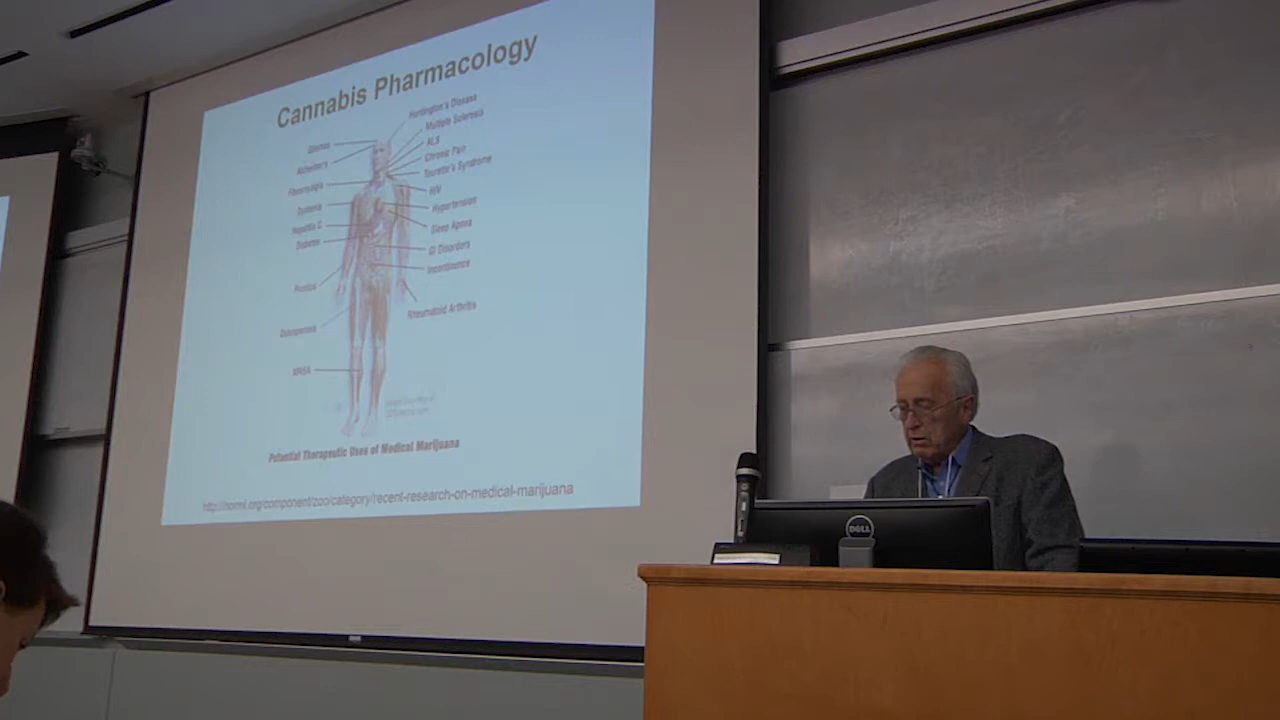 Cannabis Pharmacology
Huntington's Disease
Multiple Sclerosis
ALS
Chronic Pain
Tourette's Syndrome
HIV
Hypertension
Sleep Apnea
GI Disorders
Incontinence
Rheumatoid Arthritis
Gliomas
Alzheimer's
Fibromyalgia
Dystonia
Hepatitis C
Diabetes
Pruritus
Osteoporosis
MRSA
Potential Therapeutic Uses of Medical Marijuana
http://norml.org/component/zoo/category/recent-research-on-medical-marijuana
DELL